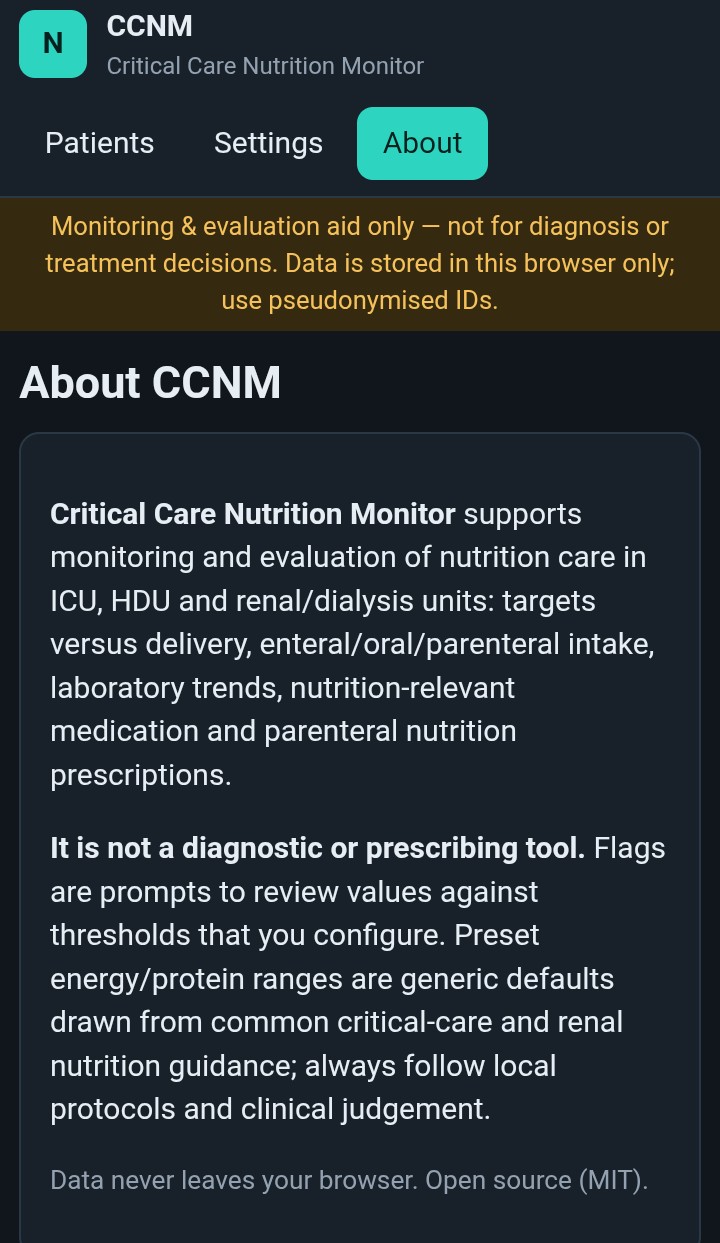 N
CCNM
Critical Care Nutrition Monitor
Patients Settings About
Monitoring & evaluation aid only — not for diagnosis or
treatment decisions. Data is stored in this browser only;
use pseudonymised IDs.
About CCNM
Critical Care Nutrition Monitor supports
monitoring and evaluation of nutrition care in
ICU, HDU and renal/dialysis units: targets
versus delivery, enteral/oral/parenteral intake,
laboratory trends, nutrition-relevant
medication and parenteral nutrition
prescriptions.
It is not a diagnostic or prescribing tool. Flags
are prompts to review values against
thresholds that you configure. Preset
energy/protein ranges are generic defaults
drawn from common critical-care and renal
nutrition guidance; always follow local
protocols and clinical judgement.
Data never leaves your browser. Open source (MIT).